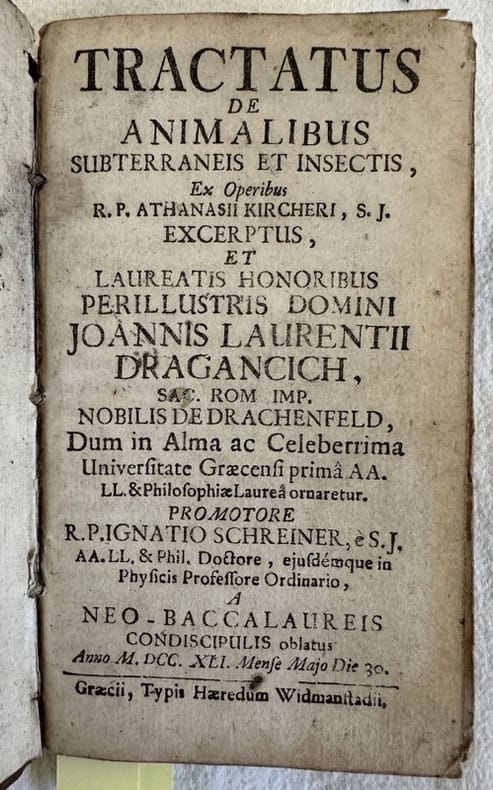 TRACTATUS
DE
ANIMALIBUS
SUBTERRANEIS ET INSECTIS,
Ex Operibus
R. P. ATHANASII KIRCHERI, S. J.
EXCERPTUS,
ET
LAUREATIS HONORIBUS
PERILLUSTRIS DOMINI
JOANNIS LAURENTII
DRAGANCICH,
SAC. ROM IMP.
NOBILIS DE DRACHENFELD,
Dum in Alma ac Celeberrima
Univerſitate Græcenſi primâ AA.
LL. & Philoſophiæ Laureâ ornaretur.
PROMOTORE
R. P. IGNATIO SCHREINER, è S. J.
AA. LL. & Phil. Doctore, ejuſdémque in
Phyſicis Profeſſore Ordinario,
A
NEO-BACCALAUREIS
CONDISCIPULIS oblatus
Anno M. DCC. XLI. Menſe Majo Die 30.
Græcii, Typis Hæredum Widmanſtadii,